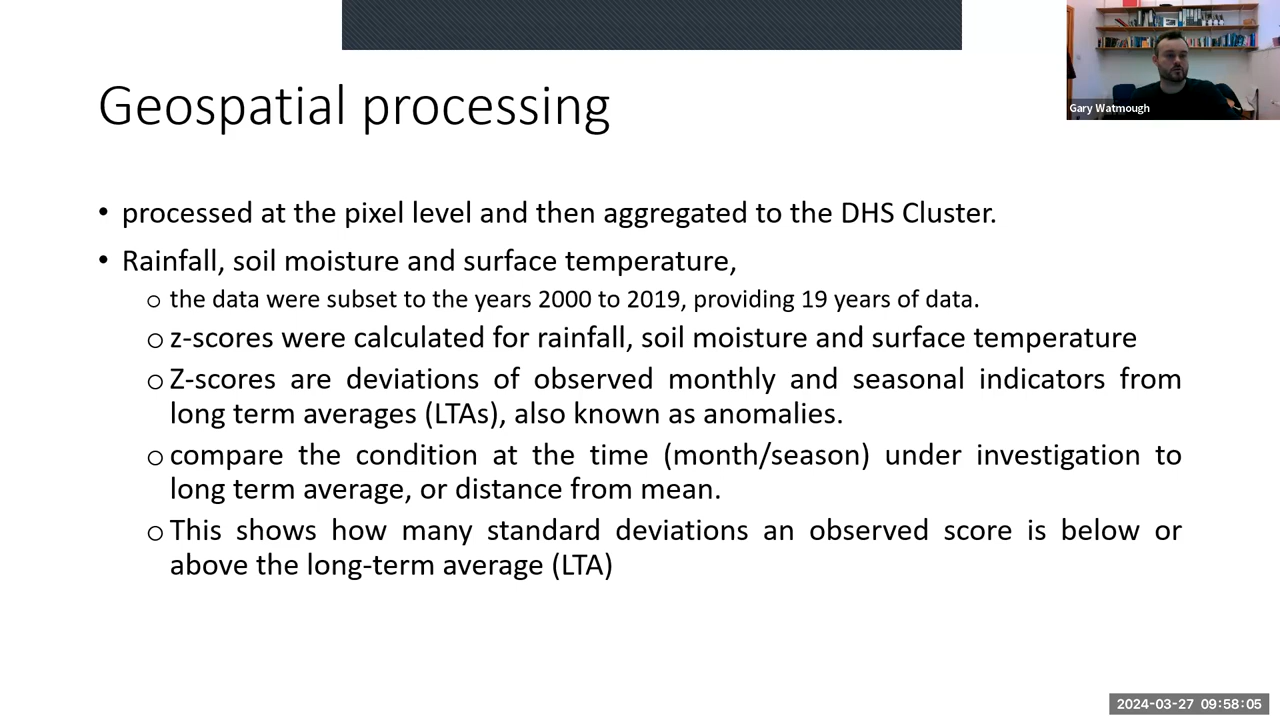 Gary Watmough
Geospatial processing
• processed at the pixel level and then aggregated to the DHS Cluster.
• Rainfall, soil moisture and surface temperature,
o the data were subset to the years 2000 to 2019, providing 19 years of data.
o z-scores were calculated for rainfall, soil moisture and surface temperature
o Z-scores are deviations of observed monthly and seasonal indicators from
long term averages (LTAs), also known as anomalies.
o compare the condition at the time (month/season) under investigation to
long term average, or distance from mean.
o This shows how many standard deviations an observed score is below or
above the long-term average (LTA)
2024-03-27 09:58:05